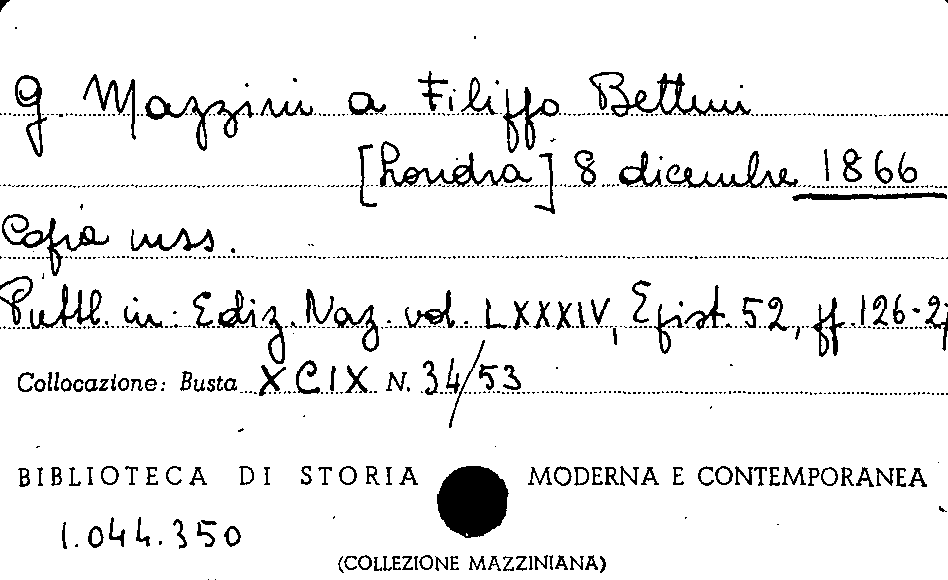 G. Mazzini a Filippo Bettini
[Londra] 8 dicembre 1866
Copia mss.
Pubbl. in: Ediz. Naz. vol. LXXXIV, Epist. 52, pp. 126-27
Collocazione: Busta XCIX N. 34/53
BIBLIOTECA DI STORIA MODERNA E CONTEMPORANEA
1.044.350
(COLLEZIONE MAZZINIANA)